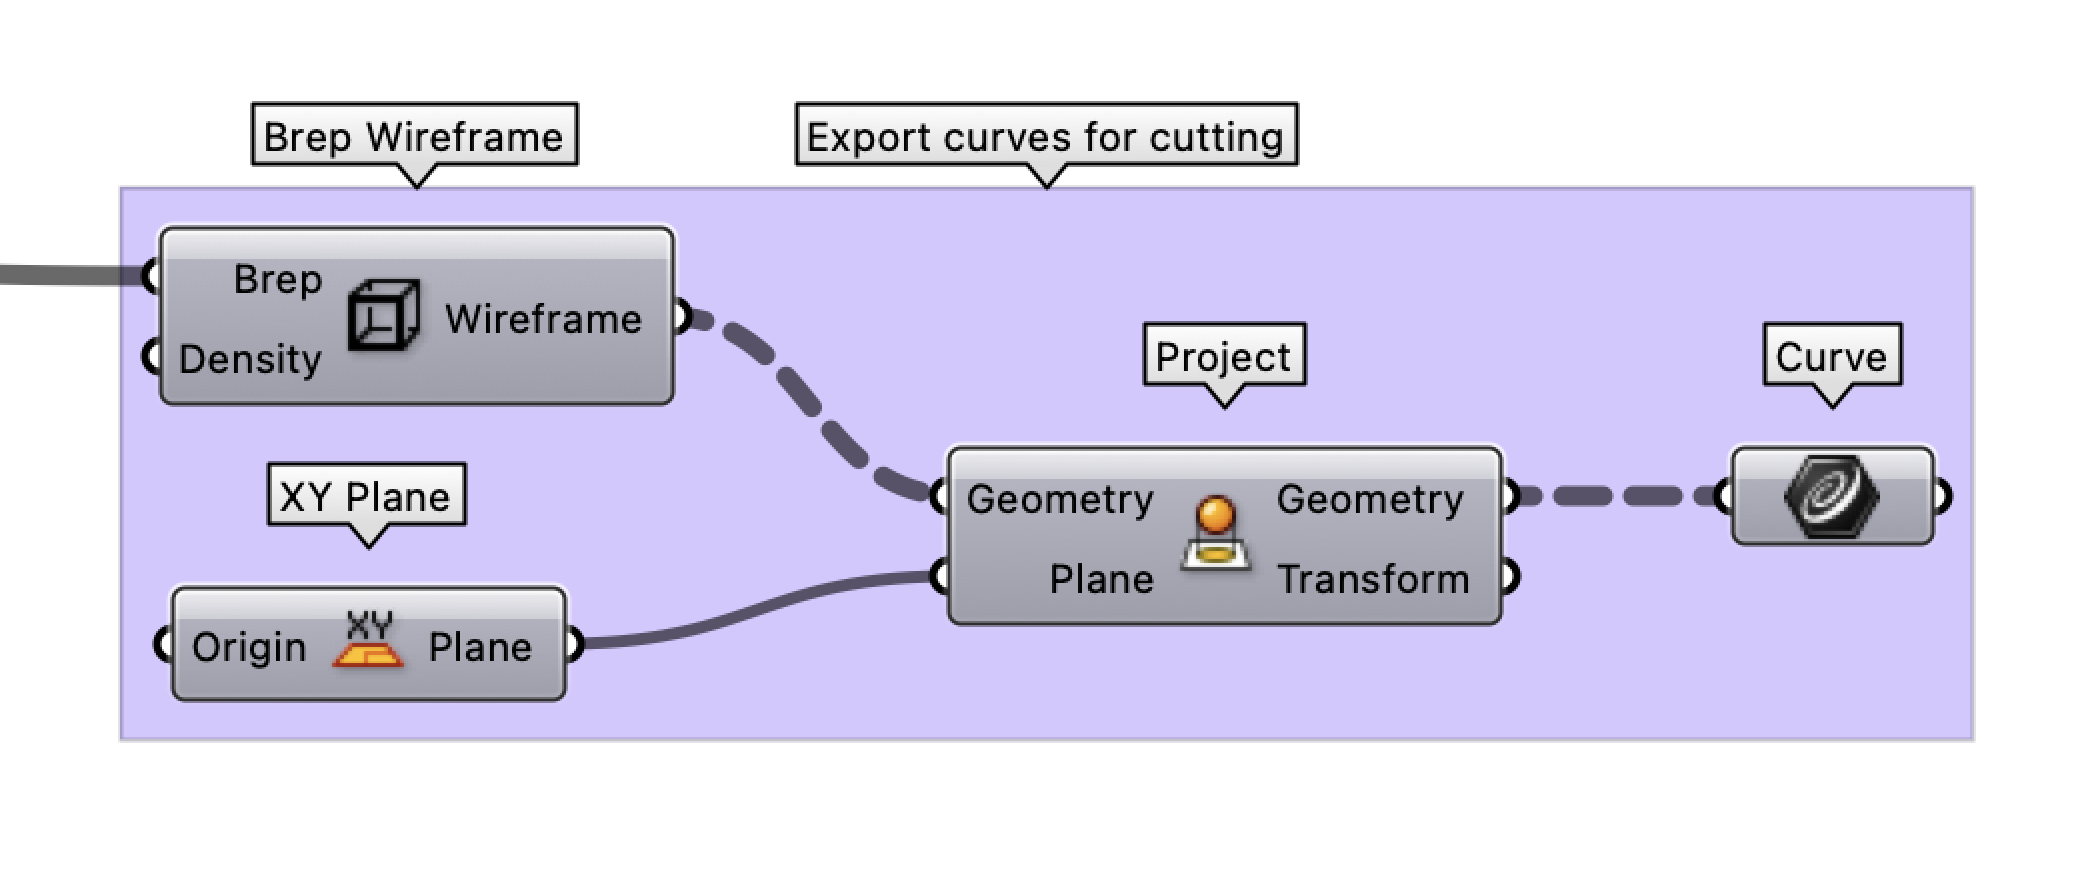 Brep Wireframe
Export curves for cutting
Brep
Density
Wireframe
Project
Curve
XY Plane
Geometry
Plane
Geometry
Transform
Origin
XY
Plane